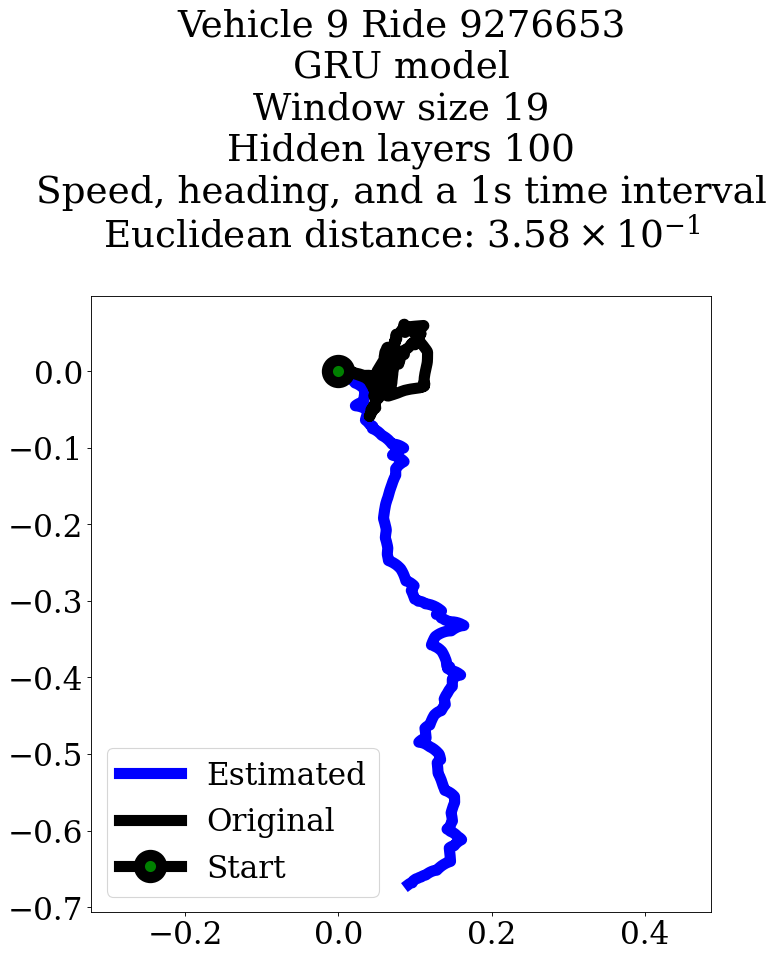 Vehicle 9 Ride 9276653
GRU model
Window size 19
Hidden layers 100
Speed, heading, and a 1s time interval
Euclidean distance: 3.58 × 10⁻¹
0.0
−0.1
−0.2
−0.3
−0.4
−0.5
−0.6
−0.7
Estimated
Original
Start
−0.2
0.0
0.2
0.4